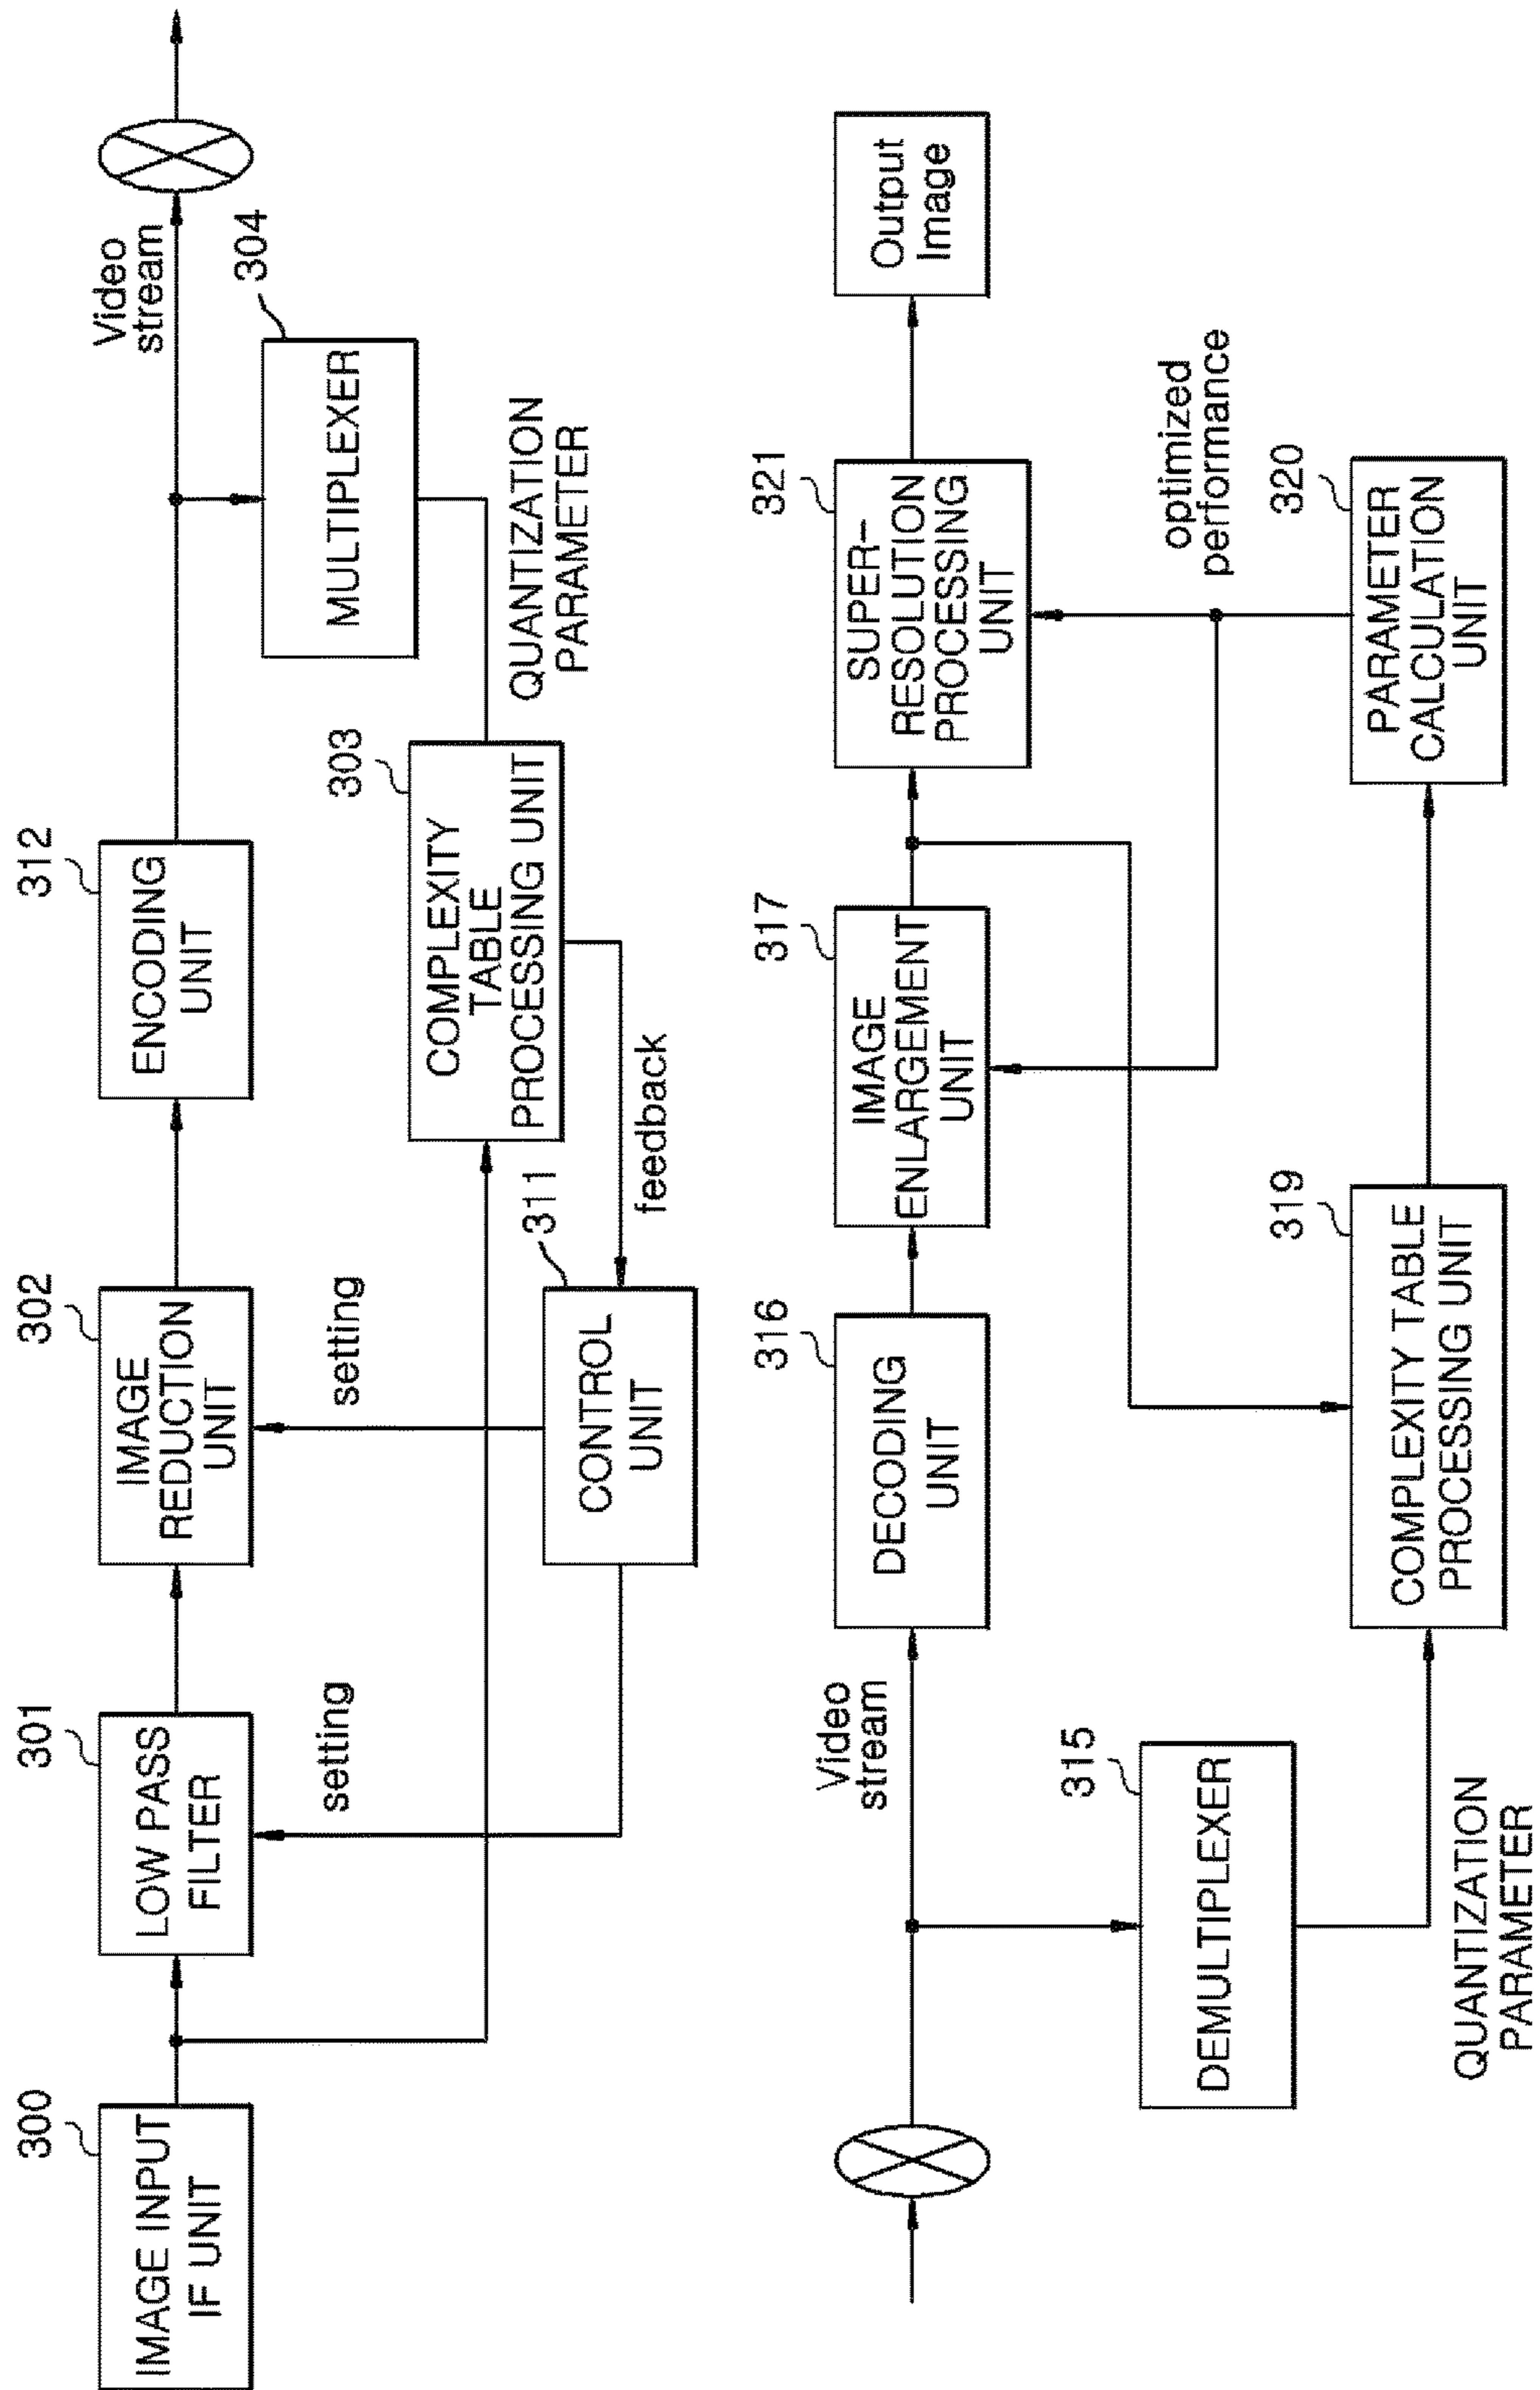 300
IMAGE INPUT
IF UNIT
301
LOW PASS
FILTER
setting
302
IMAGE
REDUCTION
UNIT
setting
311
CONTROL
UNIT
feedback
312
ENCODING
UNIT
303
COMPLEXITY
TABLE
PROCESSING UNIT
QUANTIZATION
PARAMETER
304
MULTIPLEXER
Video
stream
Video
stream
315
DEMULTIPLEXER
QUANTIZATION
PARAMETER
316
DECODING
UNIT
317
IMAGE
ENLARGEMENT
UNIT
319
COMPLEXITY TABLE
PROCESSING UNIT
321
SUPER-
RESOLUTION
PROCESSING
UNIT
optimized
performance
320
PARAMETER
CALCULATION
UNIT
Output
Image